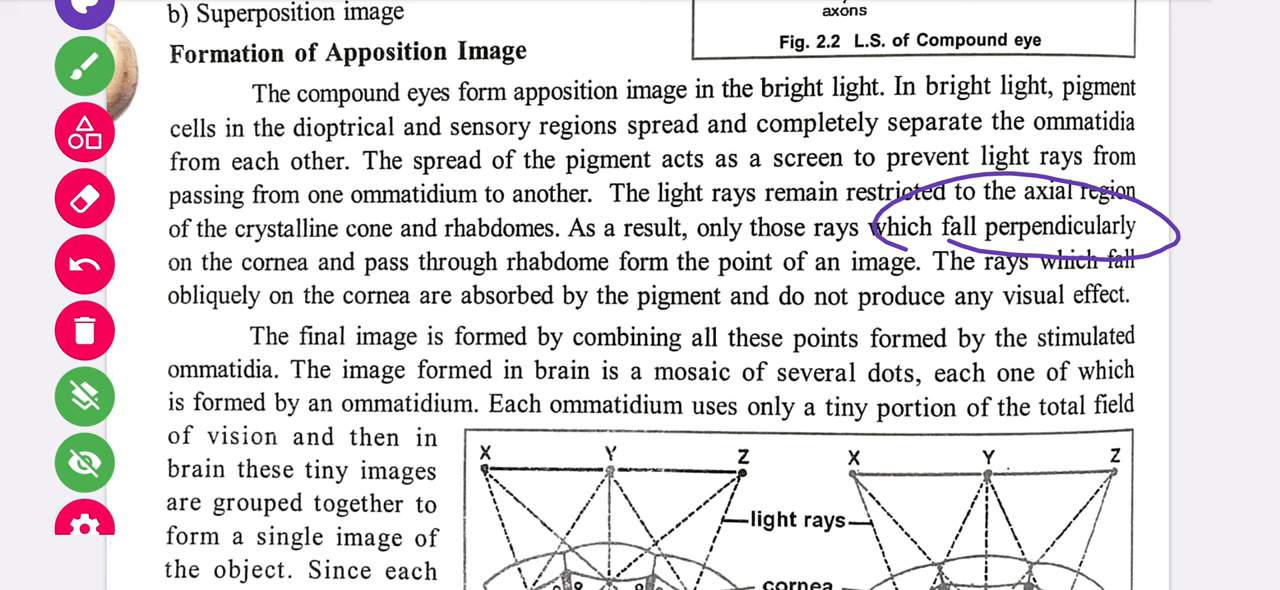 b) Superposition image
axons
Fig. 2.2 L.S. of Compound eye
Formation of Apposition Image
The compound eyes form apposition image in the bright light. In bright light, pigment
cells in the dioptrical and sensory regions spread and completely separate the ommatidia
from each other. The spread of the pigment acts as a screen to prevent light rays from
passing from one ommatidium to another. The light rays remain restricted to the axial region
of the crystalline cone and rhabdomes. As a result, only those rays which fall perpendicularly
on the cornea and pass through rhabdome form the point of an image. The rays which fall
obliquely on the cornea are absorbed by the pigment and do not produce any visual effect.
The final image is formed by combining all these points formed by the stimulated
ommatidia. The image formed in brain is a mosaic of several dots, each one of which
is formed by an ommatidium. Each ommatidium uses only a tiny portion of the total field
of vision and then in
brain these tiny images
are grouped together to
form a single image of
the object. Since each
X Y Z X Y Z
light rays
cornea